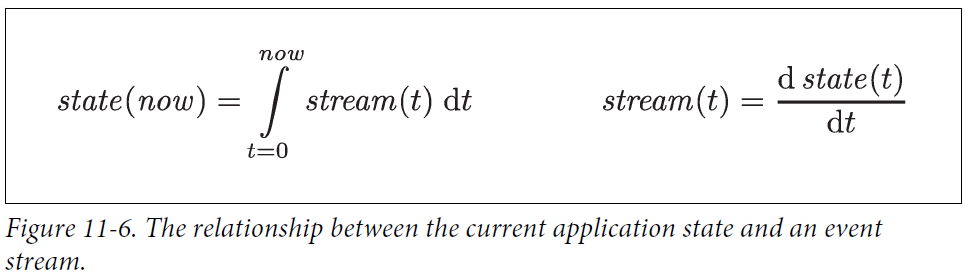 state(now) = ∫_{t=0}^{now} stream(t) dt    stream(t) = d state(t) / dt
Figure 11-6. The relationship between the current application state and an event
stream.